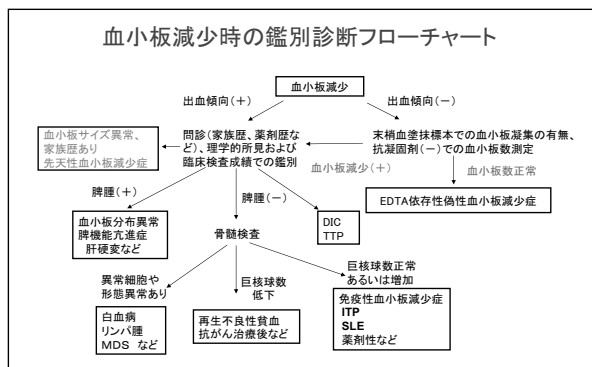 血小板減少時の鑑別診断フローチャート
血小板減少
出血傾向(+)
出血傾向(−)
血小板サイズ異常、
家族歴あり
先天性血小板減少症
問診(家族歴、薬剤歴な
ど)、理学的所見および
臨床検査成績での鑑別
末梢血塗抹標本での血小板凝集の有無、
抗凝固剤(−)での血小板数測定
血小板減少(+)
血小板数正常
EDTA依存性偽性血小板減少症
脾腫(+)
脾腫(−)
血小板分布異常
脾機能亢進症
肝硬変など
DIC
TTP
骨髄検査
異常細胞や
形態異常あり
巨核球数
低下
巨核球数正常
あるいは増加
白血病
リンパ腫
MDS など
再生不良性貧血
抗がん治療後など
免疫性血小板減少症
ITP
SLE
薬剤性など